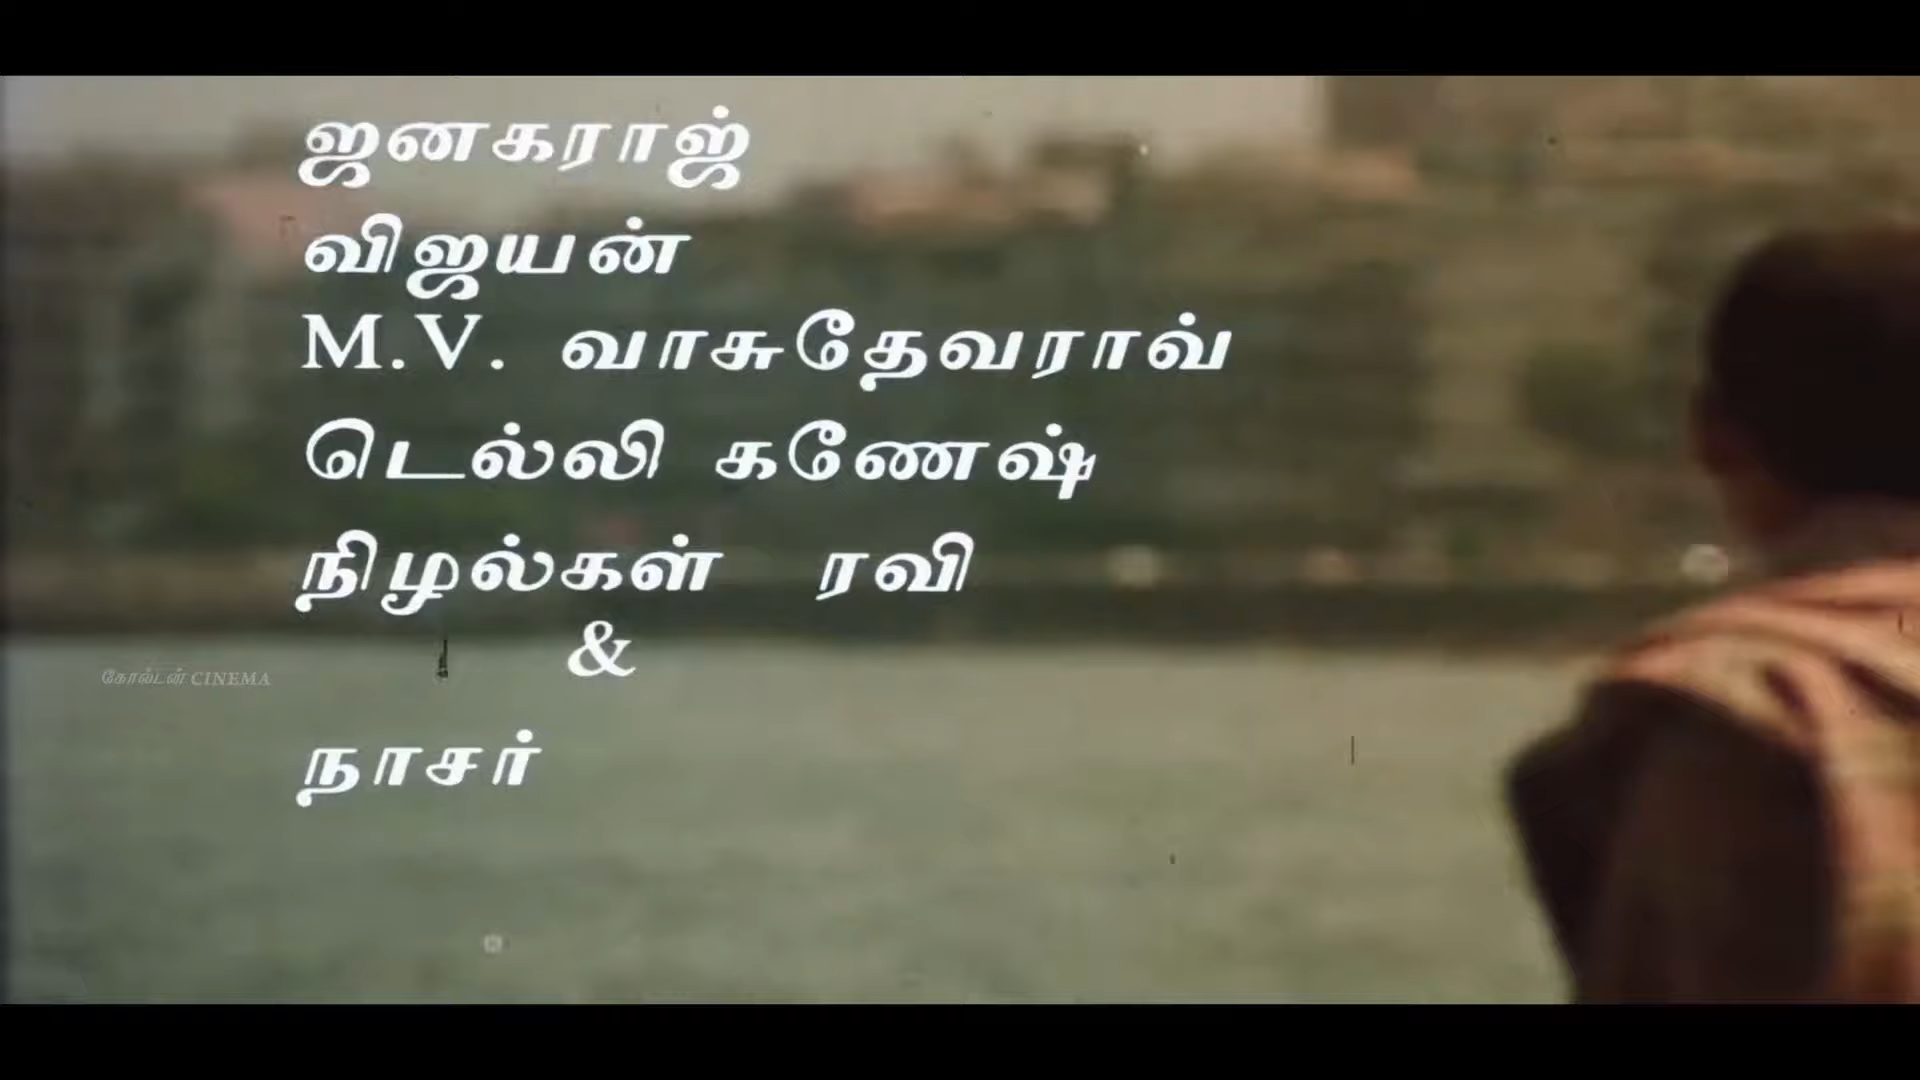 ஜனகராஜ்
விஜயன்
M.V. வாசுதேவராவ்
டெல்லி கணேஷ்
நிழல்கள் ரவி
&
கோல்டன் CINEMA
நாசர்